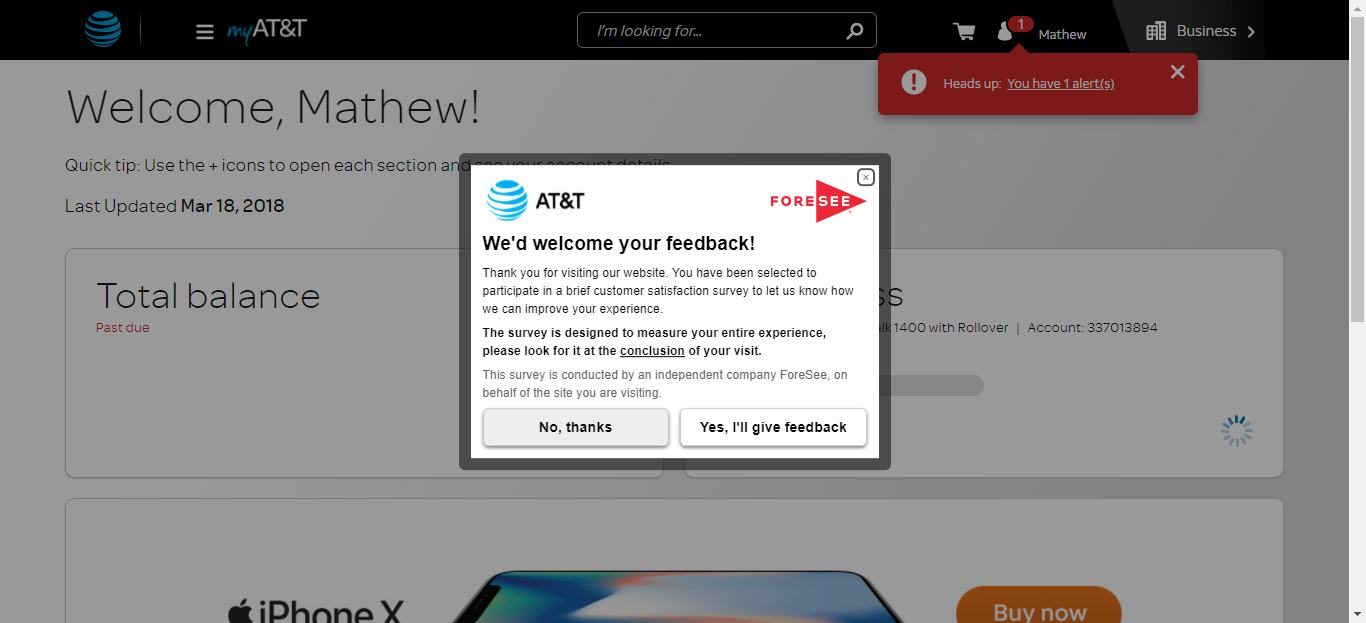 myAT&T
I'm looking for...
1
Mathew
Business
Heads up: You have 1 alert(s)
Welcome, Mathew!
Quick tip: Use the + icons to open each section and see your account details.
Last Updated Mar 18, 2018
AT&T
FORESEE
We'd welcome your feedback!
Thank you for visiting our website. You have been selected to
participate in a brief customer satisfaction survey to let us know how
we can improve your experience.
The survey is designed to measure your entire experience,
please look for it at the conclusion of your visit.
This survey is conducted by an independent company ForeSee, on
behalf of the site you are visiting.
No, thanks
Yes, I'll give feedback
Total balance
Past due
ss
lk 1400 with Rollover | Account: 337013894
iPhone X
Buy now